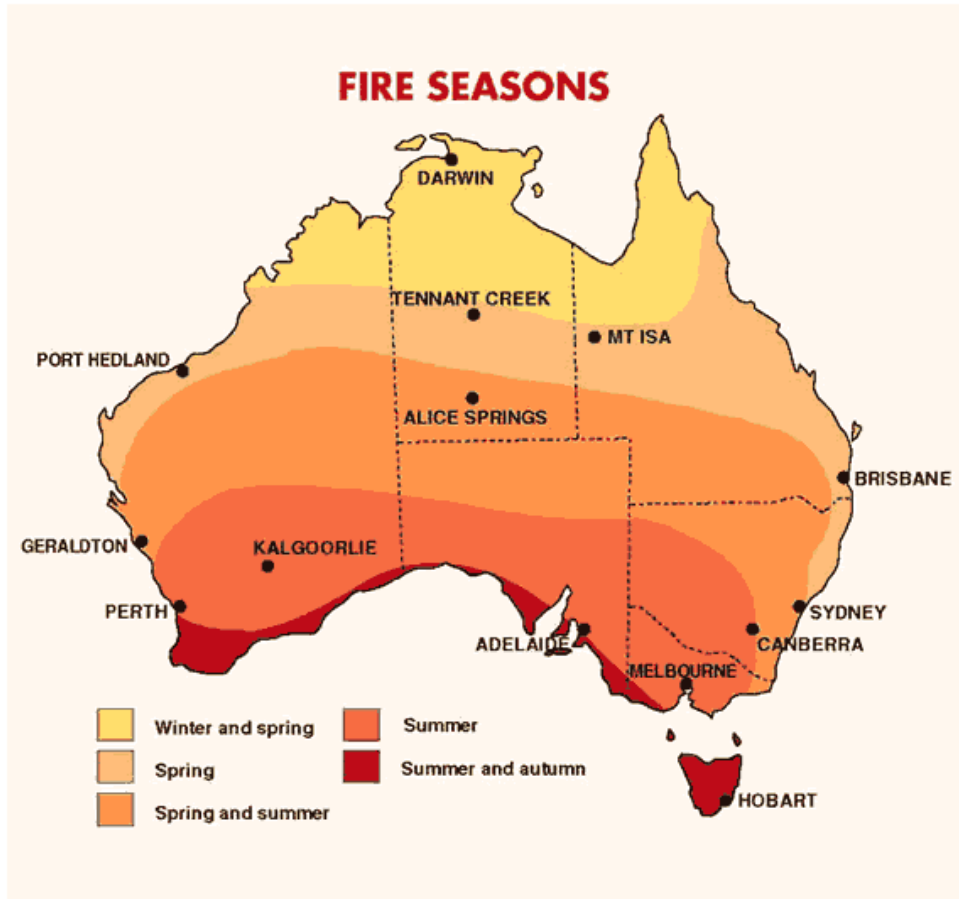 FIRE SEASONS
DARWIN
TENNANT CREEK
MT ISA
PORT HEDLAND
ALICE SPRINGS
BRISBANE
GERALDTON
KALGOORLIE
PERTH
SYDNEY
ADELAIDE
CANBERRA
MELBOURNE
Winter and spring
Summer
Spring
Summer and autumn
Spring and summer
HOBART